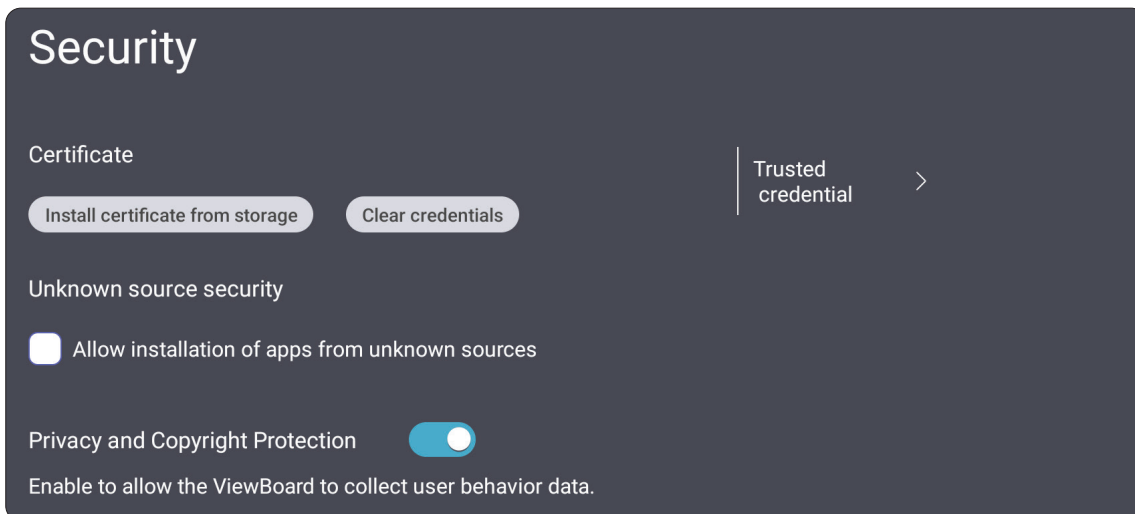 Security
Certificate
Trusted
credential
Install certificate from storage
Clear credentials
Unknown source security
Allow installation of apps from unknown sources
Privacy and Copyright Protection
Enable to allow the ViewBoard to collect user behavior data.